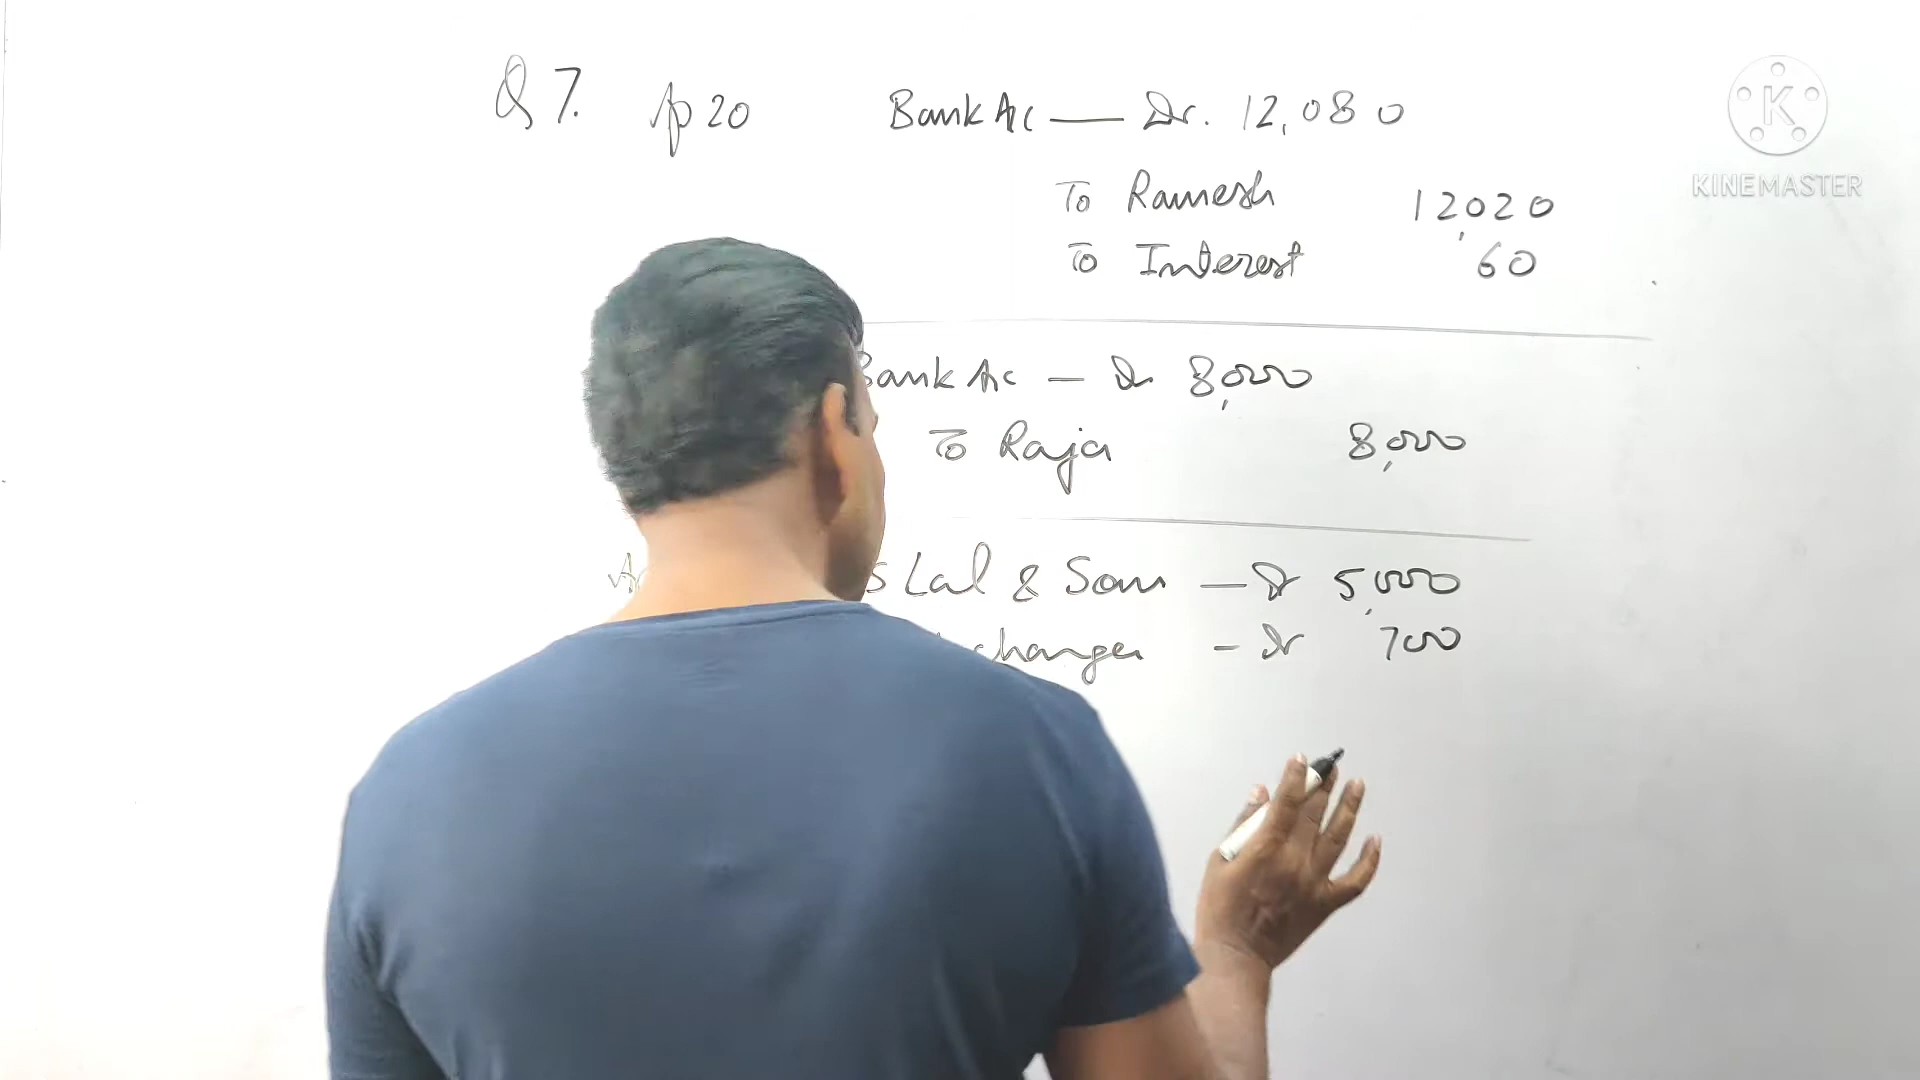 Q 7. Ap 20 Bank A/c — Dr. 12,080
To Ramesh 12,020
To Interest 60
Bank A/c — Dr 8,000
To Raja 8,000
s Lal & Sons — Dr 5,000
charges - Dr 700
K
KINEMASTER